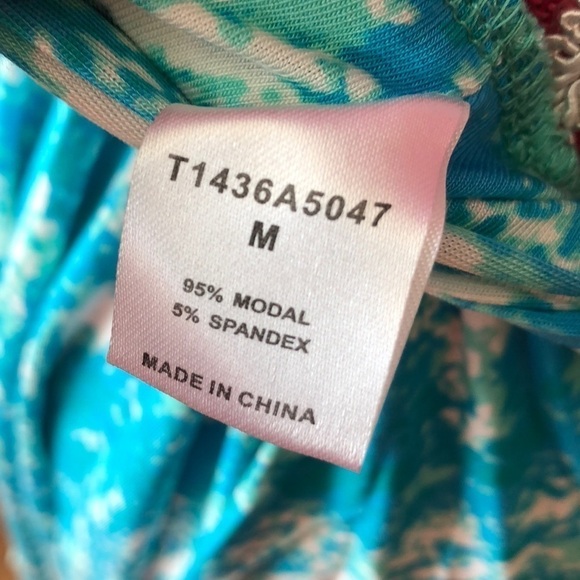 T1436A5047
M
95% MODAL
5% SPANDEX
MADE IN CHINA